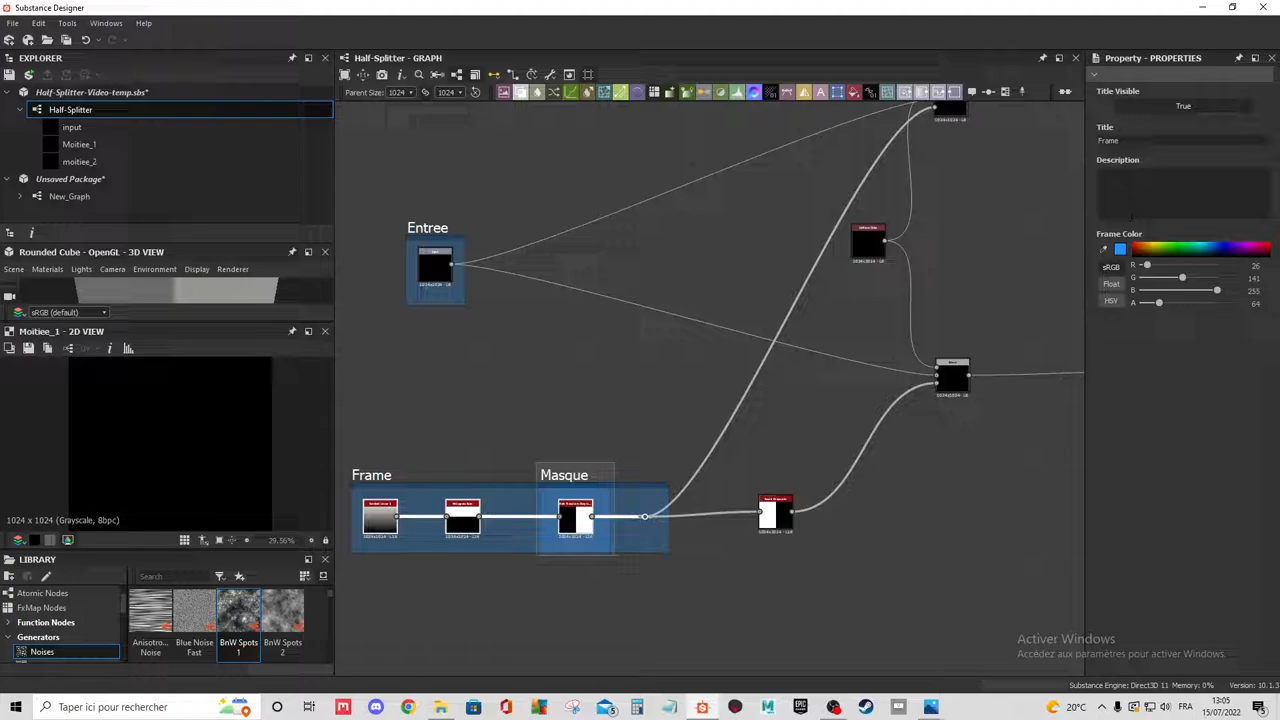 Substance Designer
File Edit Tools Windows Help
EXPLORER
Half-Splitter-Video-temp.sbs*
Half-Splitter
input
Moitiee_1
moitiee_2
Unsaved Package*
New_Graph
Rounded Cube - OpenGL - 3D VIEW
Scene Materials Lights Camera Environment Display Renderer
sRGB (default)
Moitiee_1 - 2D VIEW
1024 x 1024 (Grayscale, 8bpc)
29.56%
LIBRARY
Atomic Nodes
FxMap Nodes
Function Nodes
Generators
Noises
Search
Anisotro... Noise
Blue Noise Fast
BnW Spots 1
BnW Spots 2
Half-Splitter - GRAPH
Parent Size: 1024 1024
Entree
Frame
Masque
Property - PROPERTIES
Title Visible
True
Title
Frame
Description
Frame Color
sRGB
Float
HSV
R 26
G 141
B 255
A 64
Activer Windows
Accédez aux paramètres pour activer Windows.
Substance Engine: Direct3D 11 Memory: 0% Version: 10.1.3
Taper ici pour rechercher
20°C
FRA
13:05
15/07/2022